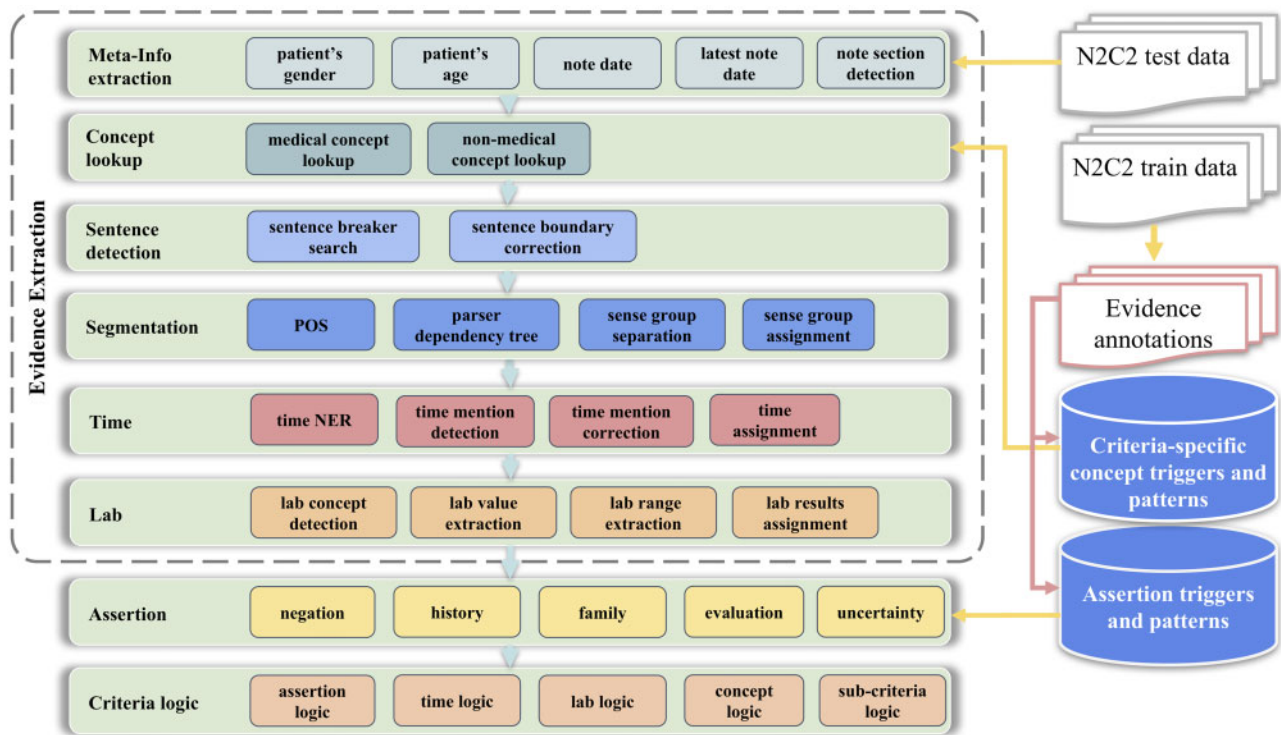 Evidence Extraction
Meta-Info
extraction
patient's
gender
patient's
age
note date
latest note
date
note section
detection
Concept
lookup
medical concept
lookup
non-medical
concept lookup
Sentence
detection
sentence breaker
search
sentence boundary
correction
Segmentation
POS
parser
dependency tree
sense group
separation
sense group
assignment
Time
time NER
time mention
detection
time mention
correction
time
assignment
Lab
lab concept
detection
lab value
extraction
lab range
extraction
lab results
assignment
Assertion
negation
history
family
evaluation
uncertainty
Criteria logic
assertion
logic
time logic
lab logic
concept
logic
sub-criteria
logic
N2C2 test data
N2C2 train data
Evidence
annotations
Criteria-specific
concept triggers and
patterns
Assertion triggers
and patterns